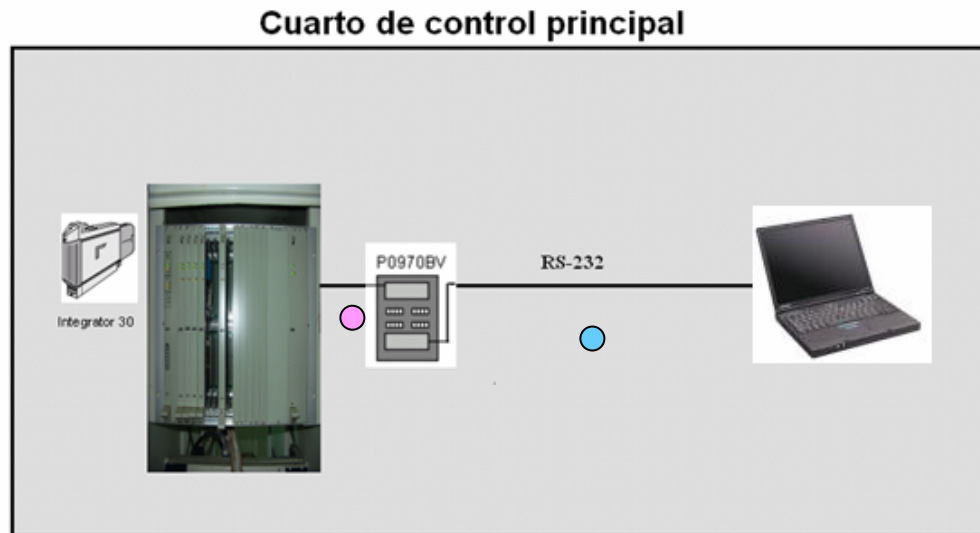 Cuarto de control principal
P0970BV
RS-232
Integrator 30